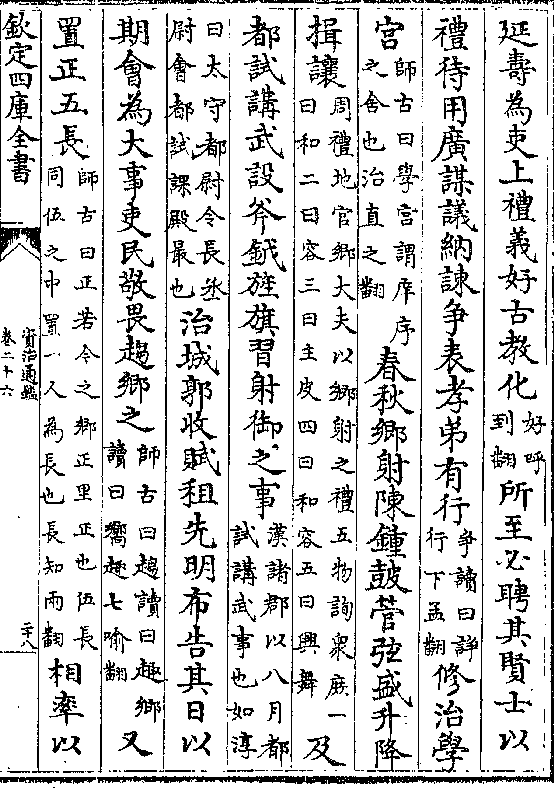 延壽為吏上禮義好古教化好呼到翻所至必聘其賢士以
禮待用廣謀議納諫爭表孝弟有行爭讀曰諍行下孟翻修治學
宮師古曰學宮謂庠序之舍也治直之翻春秋鄉射陳鍾鼓管弦盛升降
揖讓周禮地官鄉大夫以鄉射之禮五物詢衆庶一曰和二曰容三曰主皮四曰和容五曰興舞及
都試講武設斧鉞旌旗習射御之事漢諸郡以八月都試講武事也如淳
曰太守都尉令長丞尉會都試課殿最也治城郭收賦租先明布告其日以
期會為大事吏民敬畏趨鄉之師古曰趨讀曰趣鄉讀曰嚮趣七喻翻又
置正五長師古曰正若今之鄉正里正也伍長同伍之中置一人為長也長知兩翻相率以
欽定四庫全書
資治通鑑
卷二十六
二十八